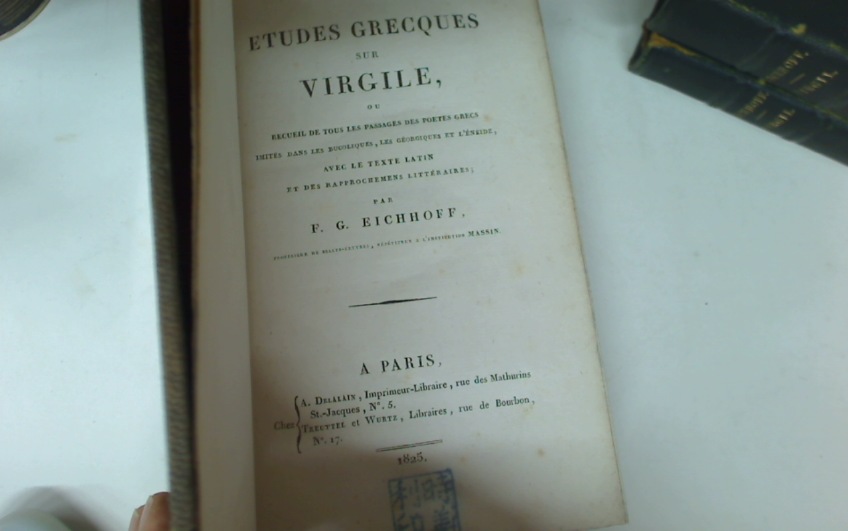 ETUDES GRECQUES
SUR
VIRGILE,
OU
RECUEIL DE TOUS LES PASSAGES DES POETES GRECS
IMITÉS DANS LES BUCOLIQUES, LES GÉORGIQUES ET L'ÉNÉIDE,
AVEC LE TEXTE LATIN
ET DES RAPPROCHEMENS LITTÉRAIRES;
PAR
F. G. EICHHOFF,
MASSIN.
A PARIS,
Chez
A. DELALAIN, Imprimeur-Libraire, rue des Mathurins
St.-Jacques, N°. 5.
TREUTTEL et WURTZ, Libraires, rue de Bourbon,
N°. 17.
1825.